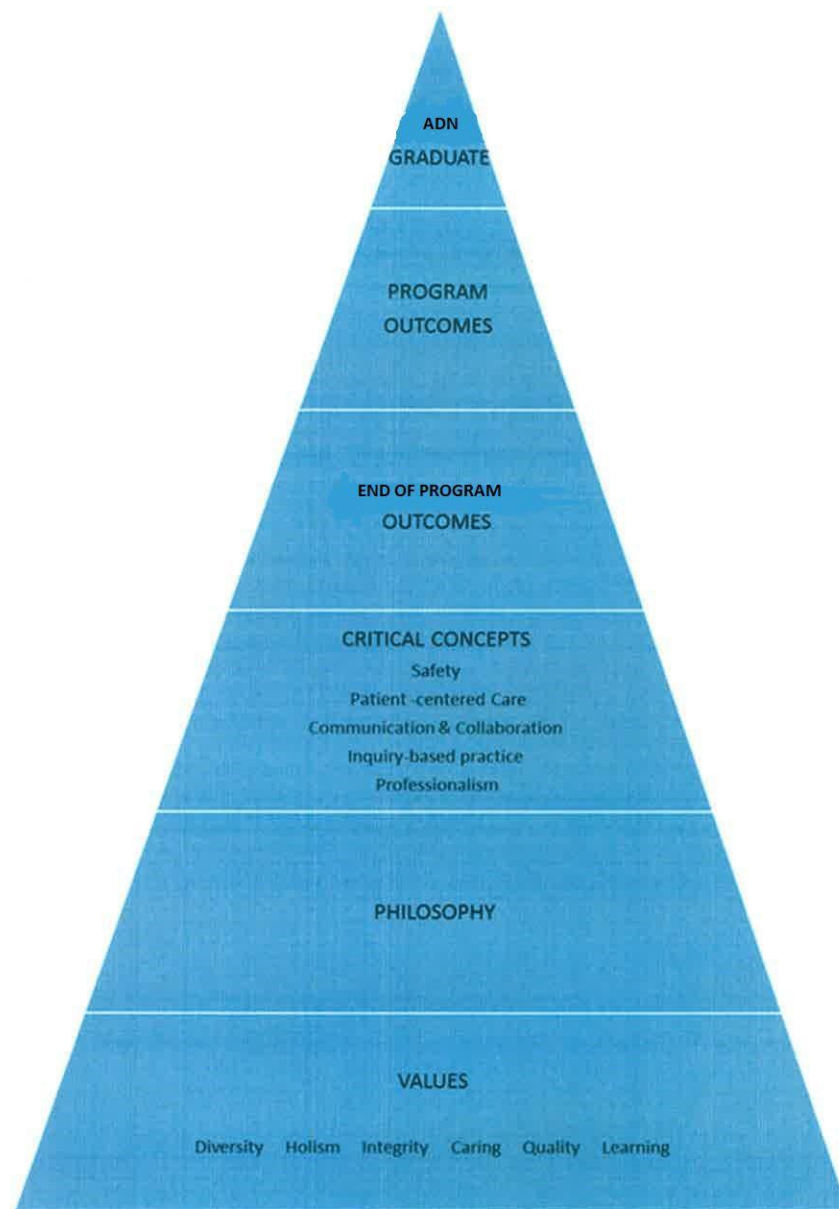 ADN
GRADUATE
PROGRAM
OUTCOMES
END OF PROGRAM
OUTCOMES
CRITICAL CONCEPTS
Safety
Patient -centered Care
Communication & Collaboration
Inquiry-based practice
Professionalism
PHILOSOPHY
VALUES
Diversity Holism Integrity Caring Quality Learning